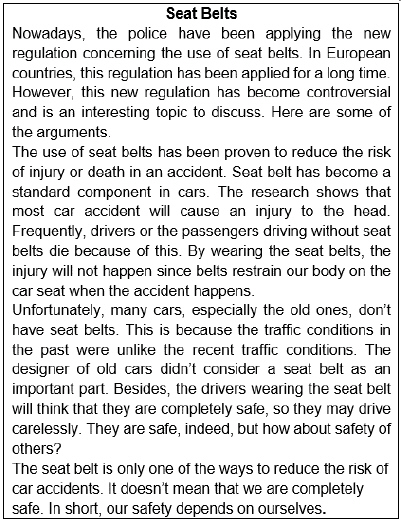 Seat Belts
Nowadays, the police have been applying the new
regulation concerning the use of seat belts. In European
countries, this regulation has been applied for a long time.
However, this new regulation has become controversial
and is an interesting topic to discuss. Here are some of
the arguments.
The use of seat belts has been proven to reduce the risk
of injury or death in an accident. Seat belt has become a
standard component in cars. The research shows that
most car accident will cause an injury to the head.
Frequently, drivers or the passengers driving without seat
belts die because of this. By wearing the seat belts, the
injury will not happen since belts restrain our body on the
car seat when the accident happens.
Unfortunately, many cars, especially the old ones, don't
have seat belts. This is because the traffic conditions in
the past were unlike the recent traffic conditions. The
designer of old cars didn't consider a seat belt as an
important part. Besides, the drivers wearing the seat belt
will think that they are completely safe, so they may drive
carelessly. They are safe, indeed, but how about safety of
others?
The seat belt is only one of the ways to reduce the risk of
car accidents. It doesn't mean that we are completely
safe. In short, our safety depends on ourselves.